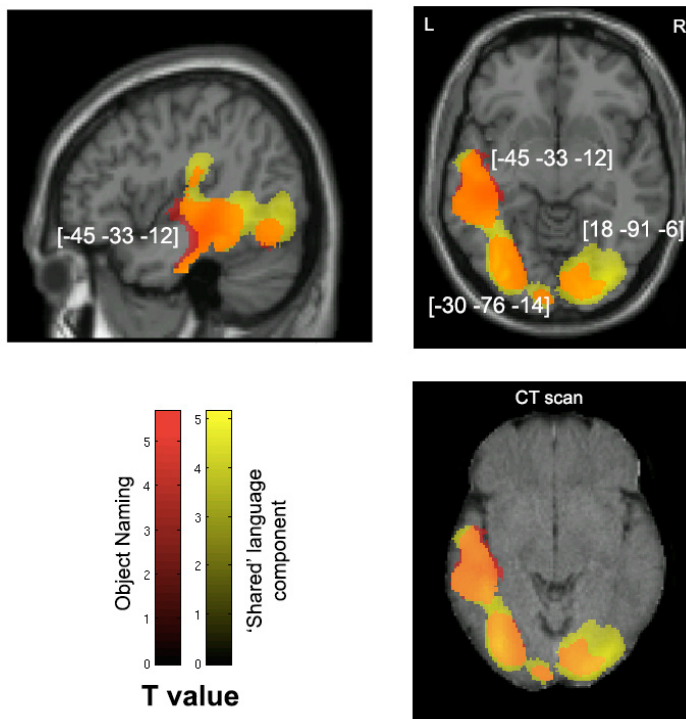 L
R
[-45 -33 -12]
[-45 -33 -12]
[18 -91 -6]
[-30 -76 -14]
CT scan
Object Naming
5
4
3
2
1
0
5
4
3
2
1
0
‘Shared’ language
component
T value